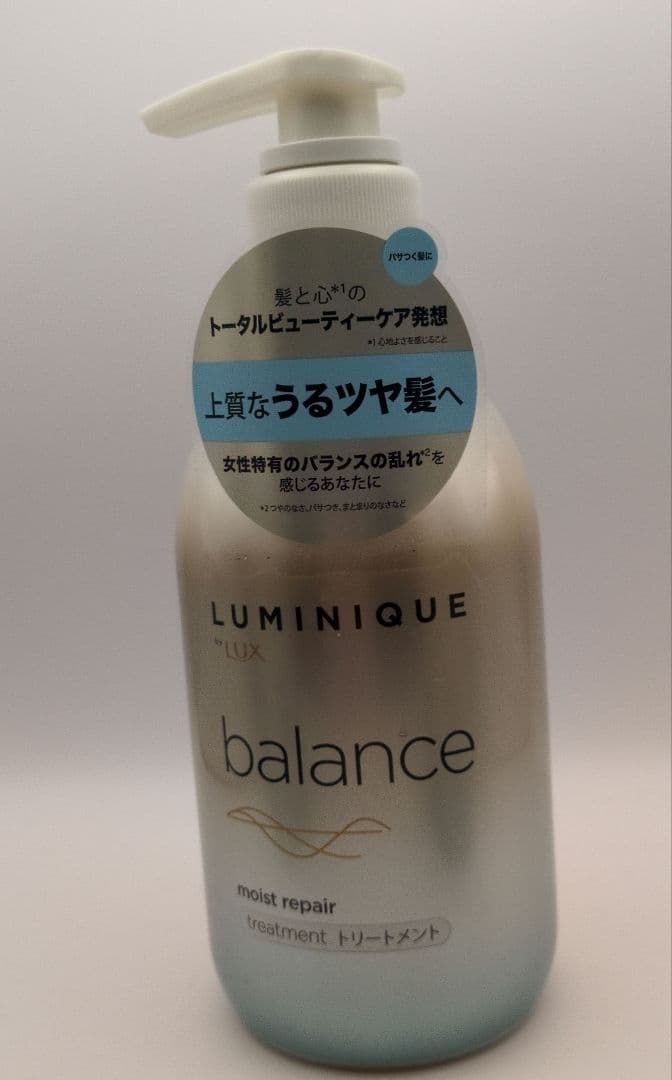 パサつく髪に
髪と心*1の
トータルビューティーケア発想
*1 心地よさを感じること
上質なうるツヤ髪へ
女性特有のバランスの乱れ*2を
感じるあなたに
*2 つやのなさ、パサつき、まとまりのなさなど
LUMINIQUE
by LUX
balance
moist repair
treatment トリートメント